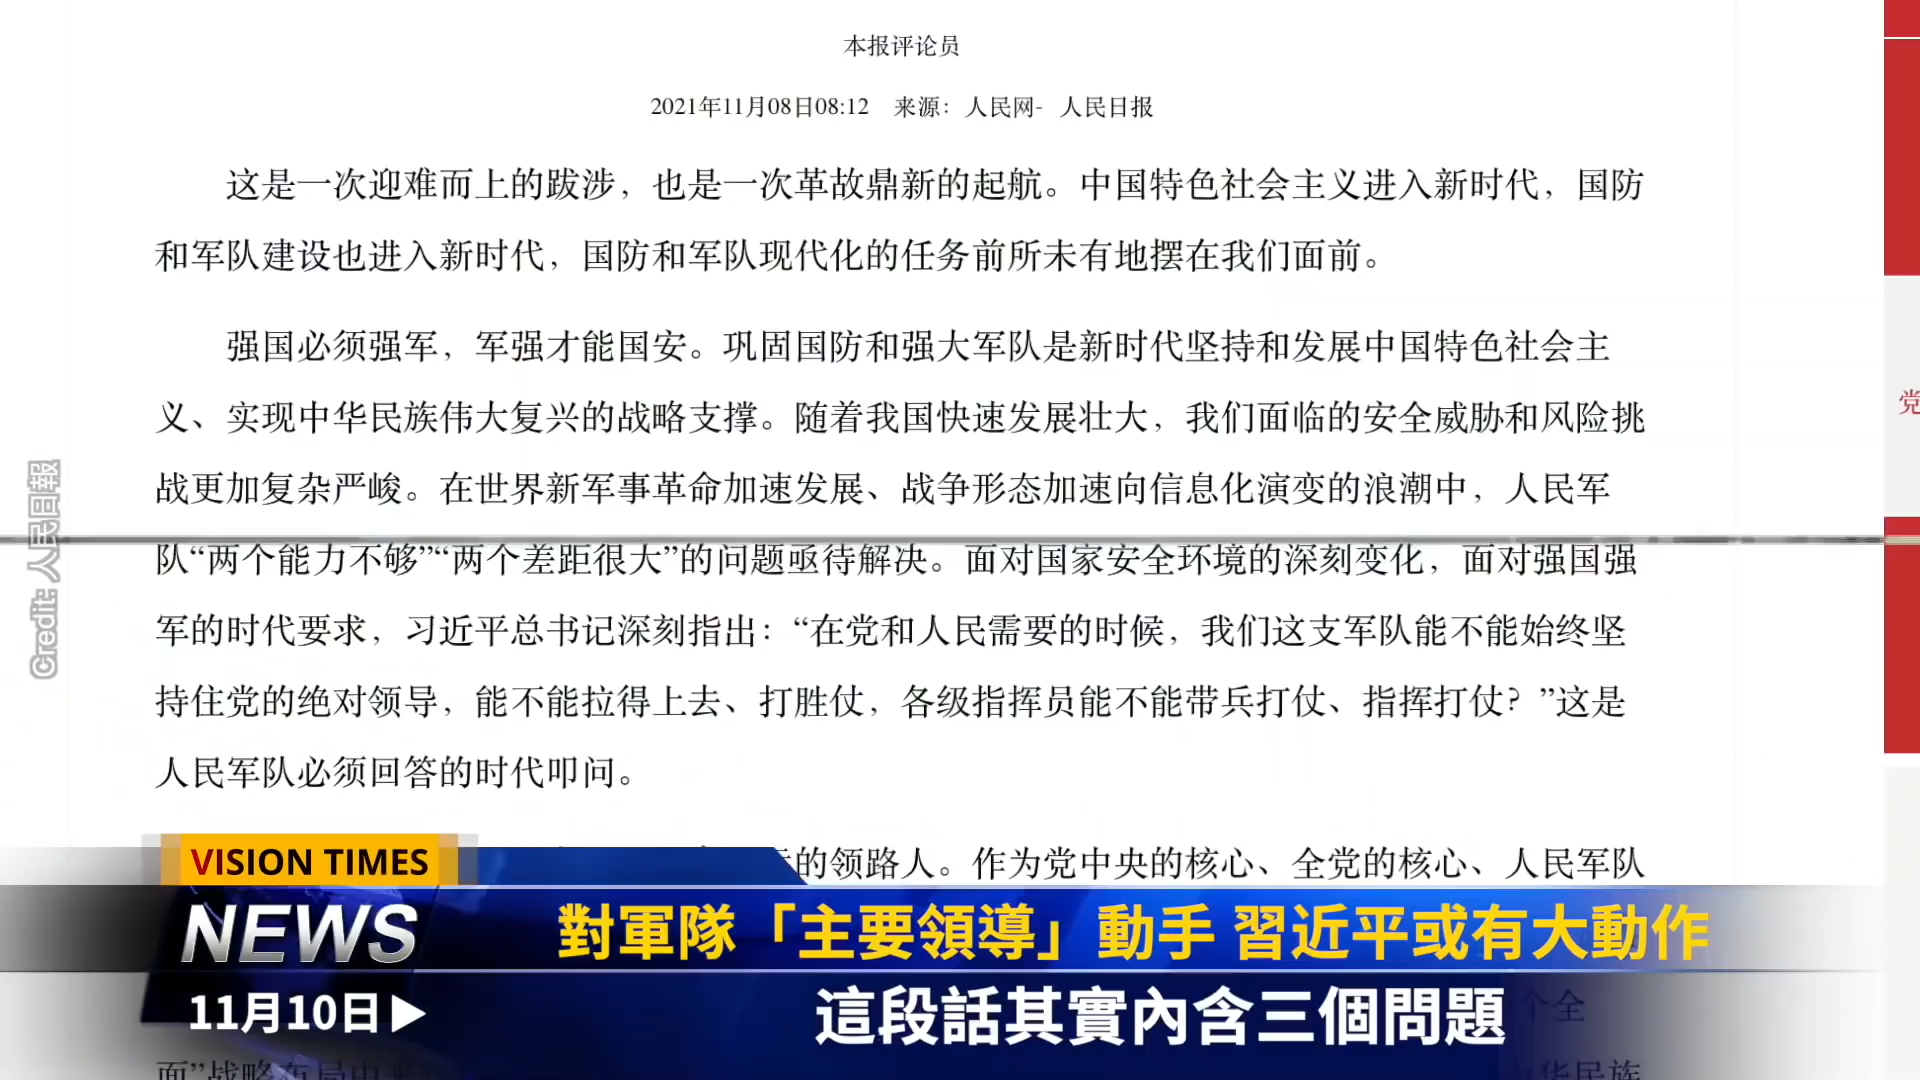 本报评论员
2021年11月08日08:12 来源：人民网- 人民日报
这是一次迎难而上的跋涉，也是一次革故鼎新的起航。中国特色社会主义进入新时代，国防
和军队建设也进入新时代，国防和军队现代化的任务前所未有地摆在我们面前。
强国必须强军，军强才能国安。巩固国防和强大军队是新时代坚持和发展中国特色社会主
义、实现中华民族伟大复兴的战略支撑。随着我国快速发展壮大，我们面临的安全威胁和风险挑
战更加复杂严峻。在世界新军事革命加速发展、战争形态加速向信息化演变的浪潮中，人民军
队“两个能力不够”“两个差距很大”的问题亟待解决。面对国家安全环境的深刻变化，面对强国强
军的时代要求，习近平总书记深刻指出：“在党和人民需要的时候，我们这支军队能不能始终坚
持住党的绝对领导，能不能拉得上去、打胜仗，各级指挥员能不能带兵打仗、指挥打仗？”这是
人民军队必须回答的时代叩问。
的领路人。作为党中央的核心、全党的核心、人民军队
个全
面”战略布局中
华民族
党
Credit: 人民日報
VISION TIMES
NEWS
對軍隊「主要領導」動手 習近平或有大動作
11月10日▶
這段話其實內含三個問題